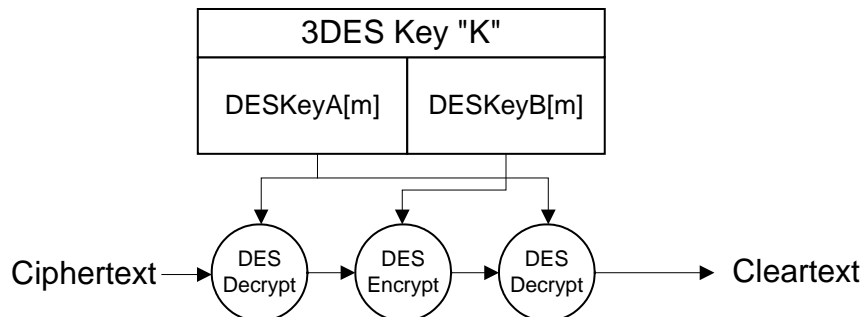 3DES Key "K"
DESKeyA[m]
DESKeyB[m]
Ciphertext
DES
Decrypt
DES
Encrypt
DES
Decrypt
Cleartext